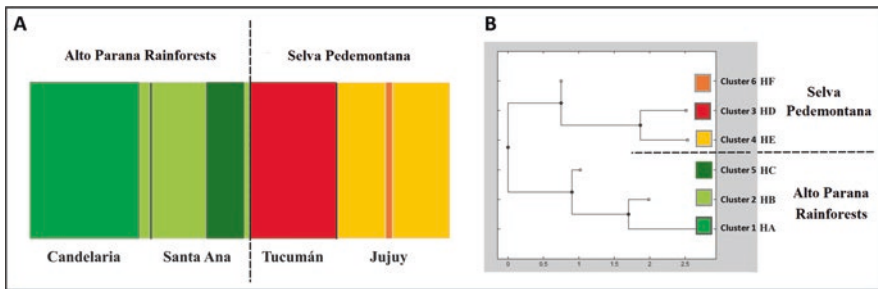 A
Alto Parana Rainforests
Selva Pedemontana
Candelaria
Santa Ana
Tucumán
Jujuy
B
Cluster 6 HF
Cluster 3 HD
Cluster 4 HE
Cluster 5 HC
Cluster 2 HB
Cluster 1 HA
Selva
Pedemontana
Alto Parana
Rainforests
0 0.5 1 1.5 2 2.5